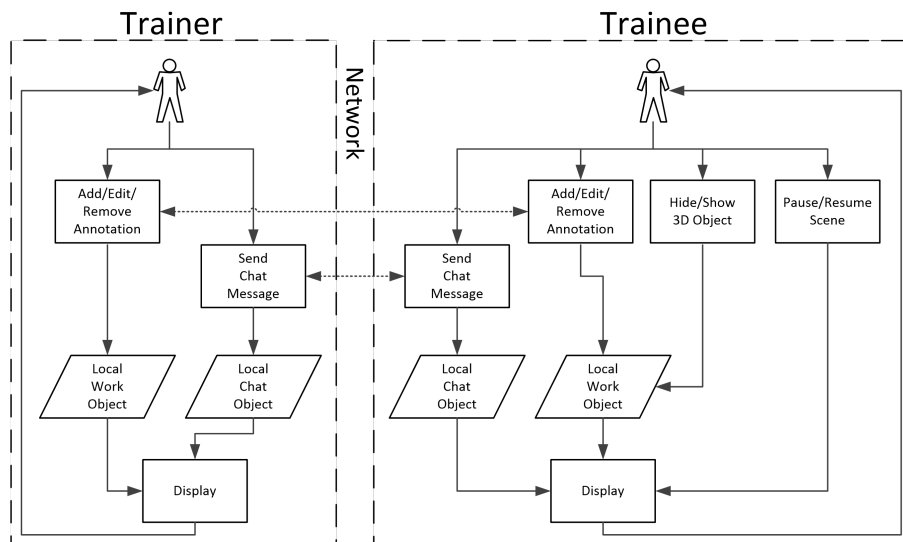 Trainer
Trainee
Network
Add/Edit/
Remove
Annotation
Send
Chat
Message
Local
Work
Object
Local
Chat
Object
Display
Send
Chat
Message
Add/Edit/
Remove
Annotation
Hide/Show
3D Object
Pause/Resume
Scene
Local
Chat
Object
Local
Work
Object
Display